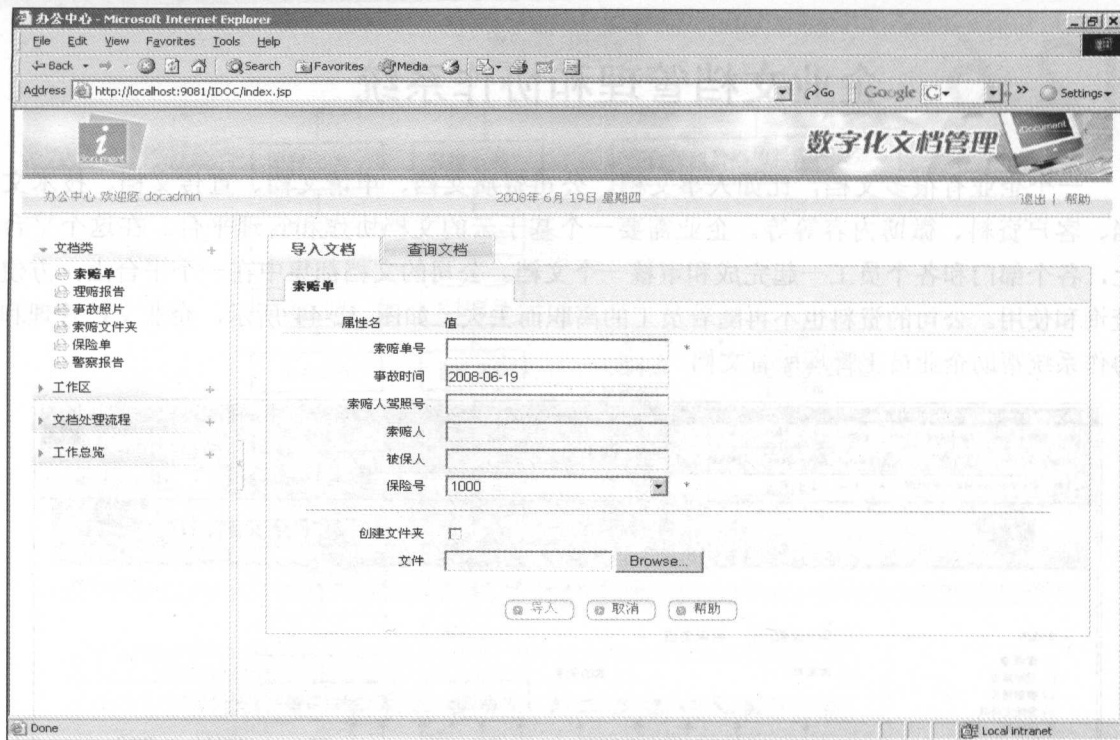 办公中心 - Microsoft Internet Explorer
File Edit View Favorites Tools Help
Back Search Favorites Media
Address http://localhost:9081/IDOC/index.jsp Go Google G Settings
i
document
数字化文档管理
iDocument
办公中心 欢迎您 docadmin 2008年 6月 19日 星期四 退出 | 帮助
文档类 +
索赔单
理赔报告
事故照片
索赔文件夹
保险单
警察报告
工作区 +
文档处理流程 +
工作总览 +
导入文档 查询文档
索赔单
属性名 值
索赔单号 *
事故时间 2008-06-19
索赔人驾照号
索赔人
被保人
保险号 1000 *
创建文件夹
文件 Browse...
导入 取消 帮助
Done Local intranet